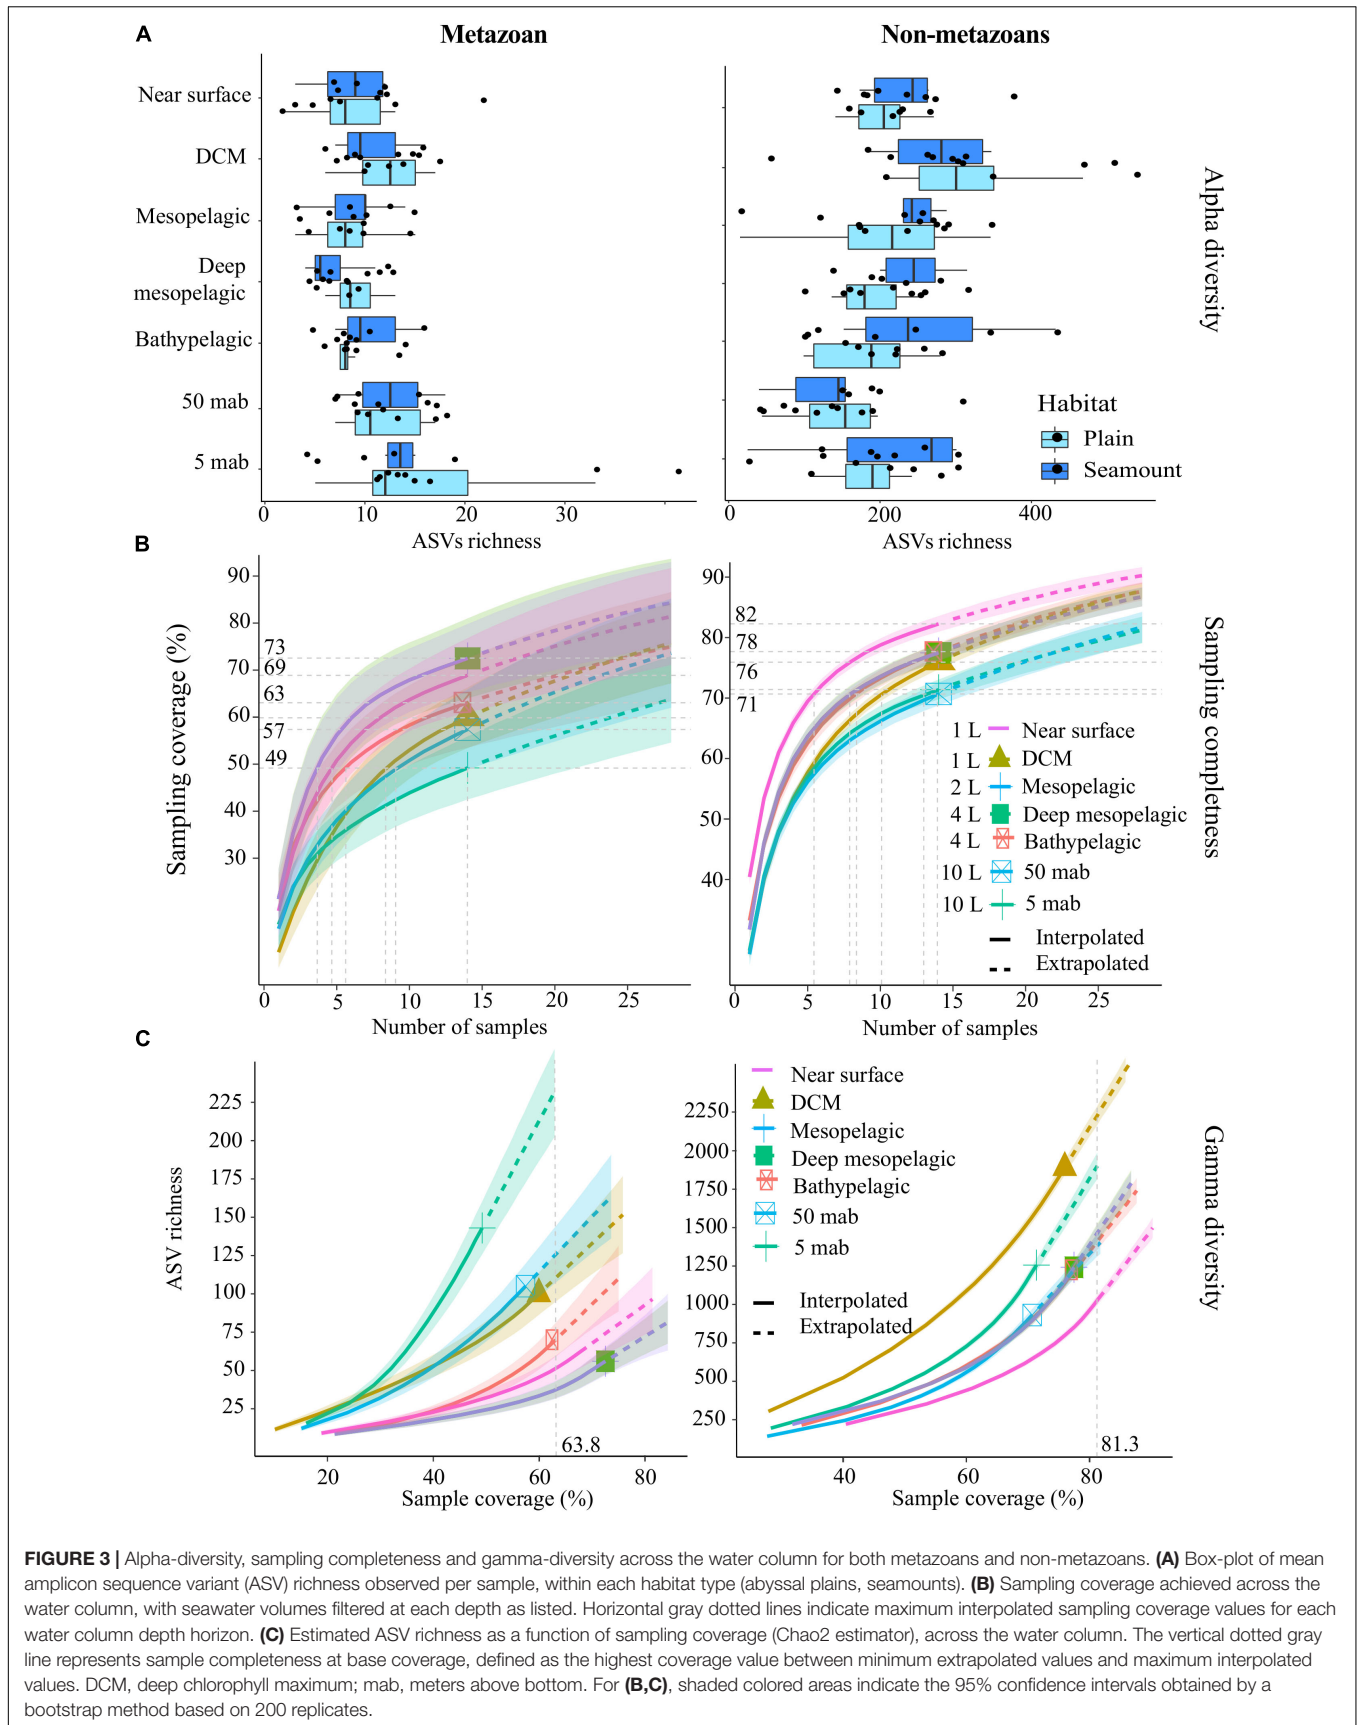 A
Metazoan
Non-metazoans
Near surface
DCM
Mesopelagic
Deep
mesopelagic
Bathypelagic
50 mab
5 mab
Alpha diversity
Habitat
Plain
Seamount
0
10
20
30
0
200
400
ASVs richness
ASVs richness
B
Sampling coverage (%)
90
80
70
60
50
40
30
73
69
63
57
49
0
5
10
15
20
25
Number of samples
90
80
70
60
50
40
82
78
76
71
1 L Near surface
1 L DCM
2 L Mesopelagic
4 L Deep mesopelagic
4 L Bathypelagic
10 L 50 mab
10 L 5 mab
Interpolated
Extrapolated
0
5
10
15
20
25
Number of samples
Sampling completness
C
ASV richness
225
200
175
150
125
100
75
50
25
63.8
20
40
60
80
Sample coverage (%)
2250
2000
1750
1500
1250
1000
750
500
250
Near surface
DCM
Mesopelagic
Deep mesopelagic
Bathypelagic
50 mab
5 mab
Interpolated
Extrapolated
81.3
40
60
80
Sample coverage (%)
Gamma diversity
FIGURE 3 | Alpha-diversity, sampling completeness and gamma-diversity across the water column for both metazoans and non-metazoans. (A) Box-plot of mean
amplicon sequence variant (ASV) richness observed per sample, within each habitat type (abyssal plains, seamounts). (B) Sampling coverage achieved across the
water column, with seawater volumes filtered at each depth as listed. Horizontal gray dotted lines indicate maximum interpolated sampling coverage values for each
water column depth horizon. (C) Estimated ASV richness as a function of sampling coverage (Chao2 estimator), across the water column. The vertical dotted gray
line represents sample completeness at base coverage, defined as the highest coverage value between minimum extrapolated values and maximum interpolated
values. DCM, deep chlorophyll maximum; mab, meters above bottom. For (B,C), shaded colored areas indicate the 95% confidence intervals obtained by a
bootstrap method based on 200 replicates.